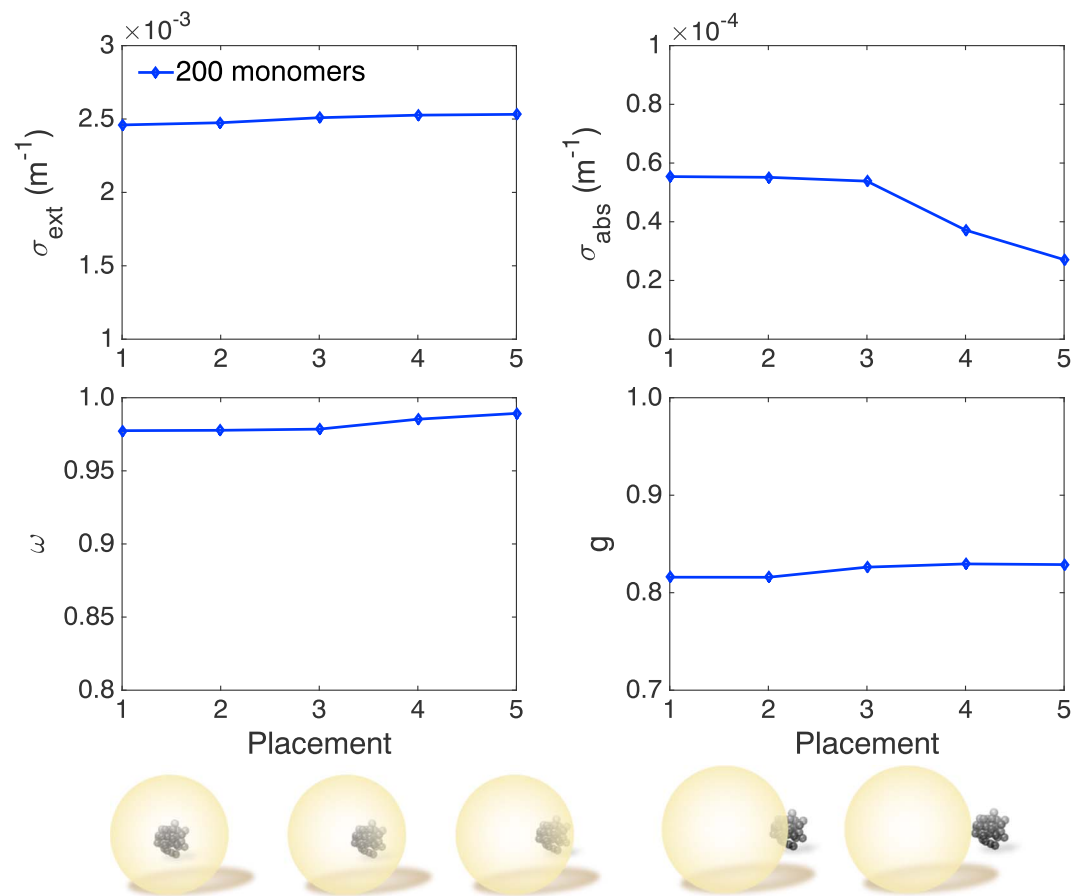 ×10⁻³
3
2.5
2
1.5
1
σ_ext (m⁻¹)
200 monomers
1 2 3 4 5
×10⁻⁴
1
0.8
0.6
0.4
0.2
0
σ_abs (m⁻¹)
1 2 3 4 5
1.0
0.95
0.9
0.85
0.8
ω
1 2 3 4 5
Placement
1.0
0.9
0.8
0.7
g
1 2 3 4 5
Placement